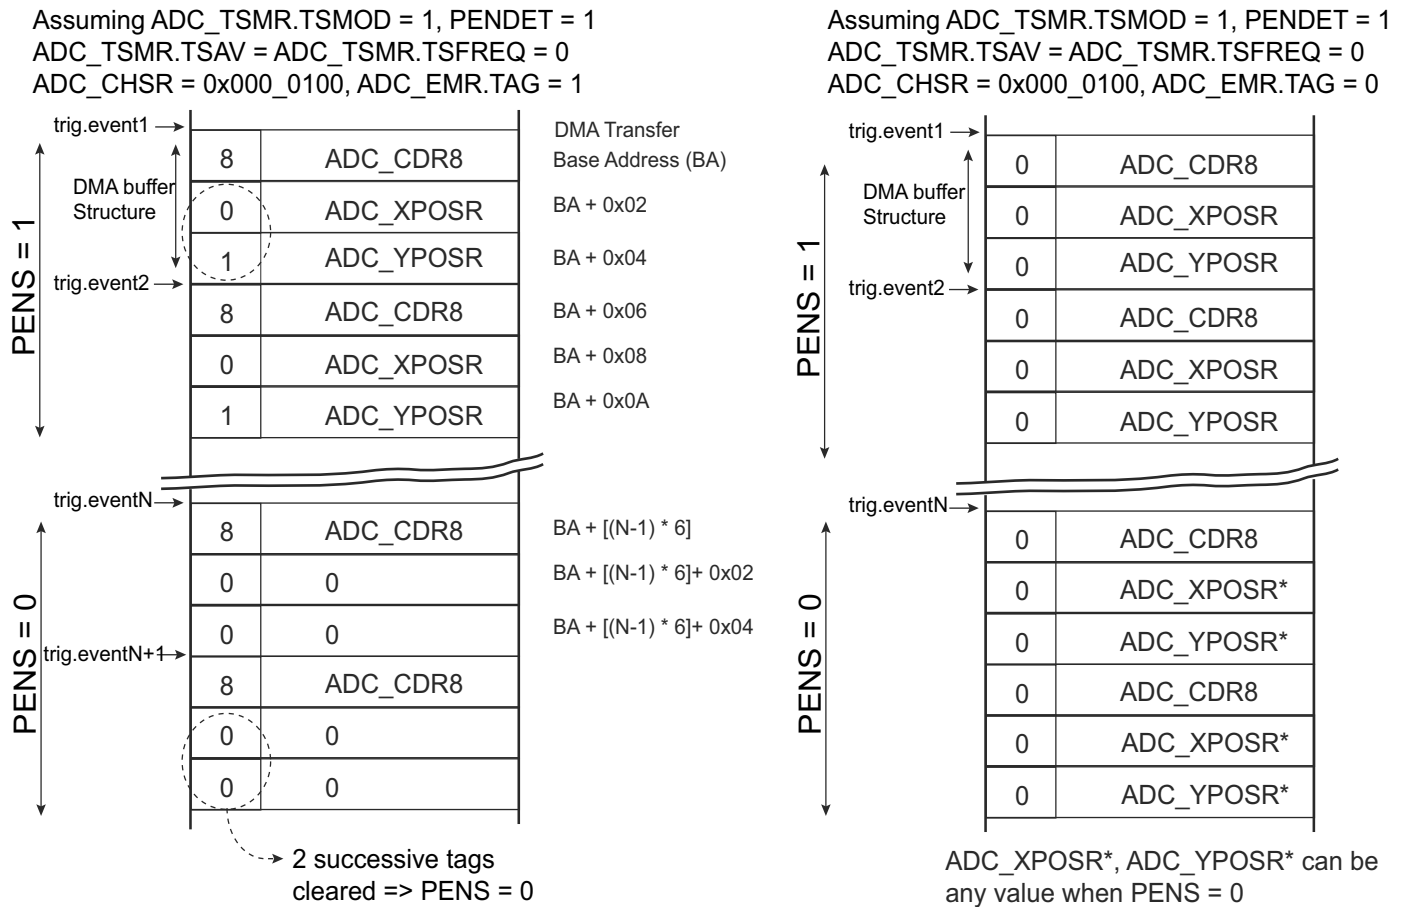 Assuming ADC_TSMR.TSMOD = 1, PENDET = 1
ADC_TSMR.TSAV = ADC_TSMR.TSFREQ = 0
ADC_CHSR = 0x000_0100, ADC_EMR.TAG = 1
trig.event1
DMA Transfer
8 ADC_CDR8 Base Address (BA)
DMA buffer
Structure
0 ADC_XPOSR BA + 0x02
1 ADC_YPOSR BA + 0x04
trig.event2
8 ADC_CDR8 BA + 0x06
0 ADC_XPOSR BA + 0x08
1 ADC_YPOSR BA + 0x0A
PENS = 1
trig.eventN
8 ADC_CDR8 BA + [(N-1) * 6]
0 0 BA + [(N-1) * 6]+ 0x02
0 0 BA + [(N-1) * 6]+ 0x04
trig.eventN+1
8 ADC_CDR8
0 0
0 0
PENS = 0
2 successive tags
cleared => PENS = 0
Assuming ADC_TSMR.TSMOD = 1, PENDET = 1
ADC_TSMR.TSAV = ADC_TSMR.TSFREQ = 0
ADC_CHSR = 0x000_0100, ADC_EMR.TAG = 0
trig.event1
0 ADC_CDR8
DMA buffer
Structure
0 ADC_XPOSR
0 ADC_YPOSR
trig.event2
0 ADC_CDR8
0 ADC_XPOSR
0 ADC_YPOSR
PENS = 1
trig.eventN
0 ADC_CDR8
0 ADC_XPOSR*
0 ADC_YPOSR*
0 ADC_CDR8
0 ADC_XPOSR*
0 ADC_YPOSR*
PENS = 0
ADC_XPOSR*, ADC_YPOSR* can be
any value when PENS = 0